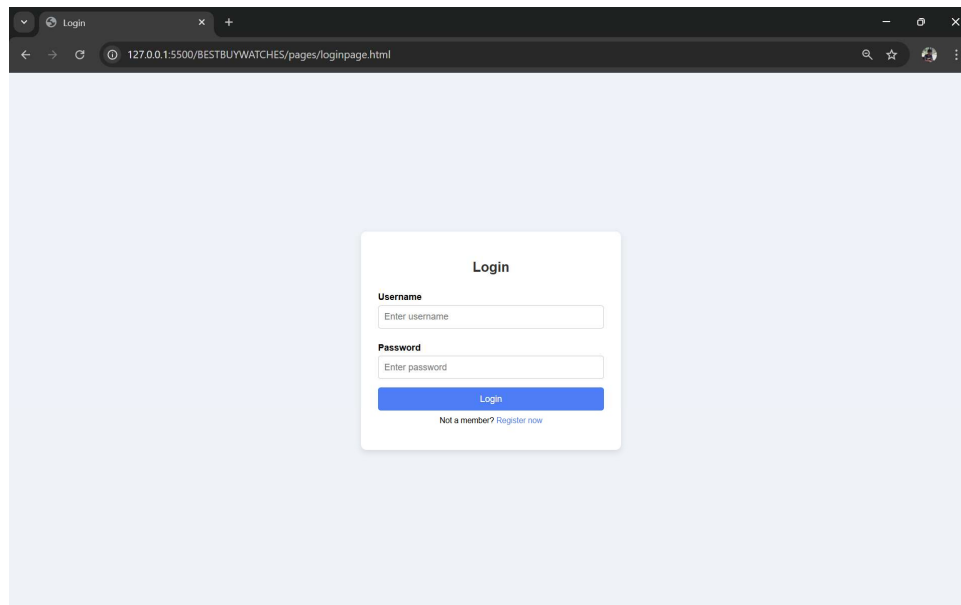 Login
127.0.0.1:5500/BESTBUYWATCHES/pages/loginpage.html
Login
Username
Enter username
Password
Enter password
Login
Not a member? Register now